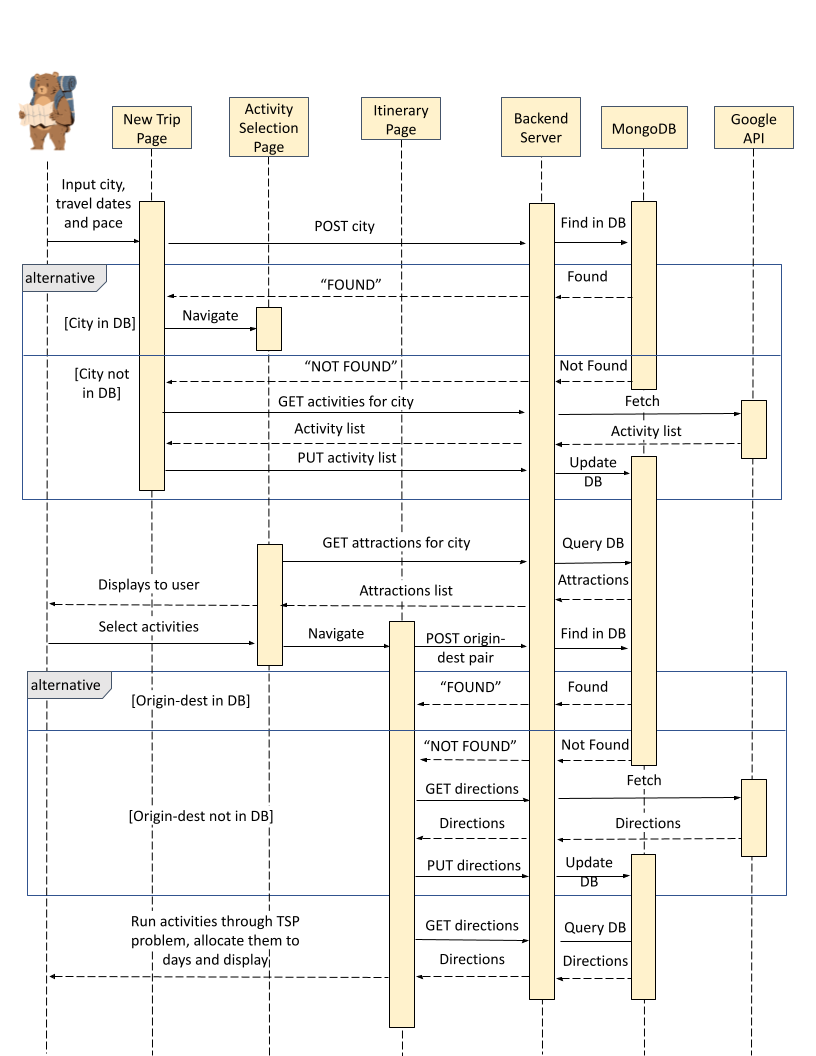 New Trip
Page
Activity
Selection
Page
Itinerary
Page
Backend
Server
MongoDB
Google
API
Input city,
travel dates
and pace
POST city
Find in DB
alternative
"FOUND"
Found
[City in DB]
Navigate
"NOT FOUND"
Not Found
[City not
in DB]
GET activities for city
Fetch
Activity list
Activity list
PUT activity list
Update
DB
GET attractions for city
Query DB
Displays to user
Attractions list
Attractions
Select activities
Navigate
POST origin-
dest pair
Find in DB
alternative
[Origin-dest in DB]
"FOUND"
Found
"NOT FOUND"
Not Found
GET directions
Fetch
[Origin-dest not in DB]
Directions
Directions
PUT directions
Update
DB
Run activities through TSP
problem, allocate them to
days and display
GET directions
Query DB
Directions
Directions